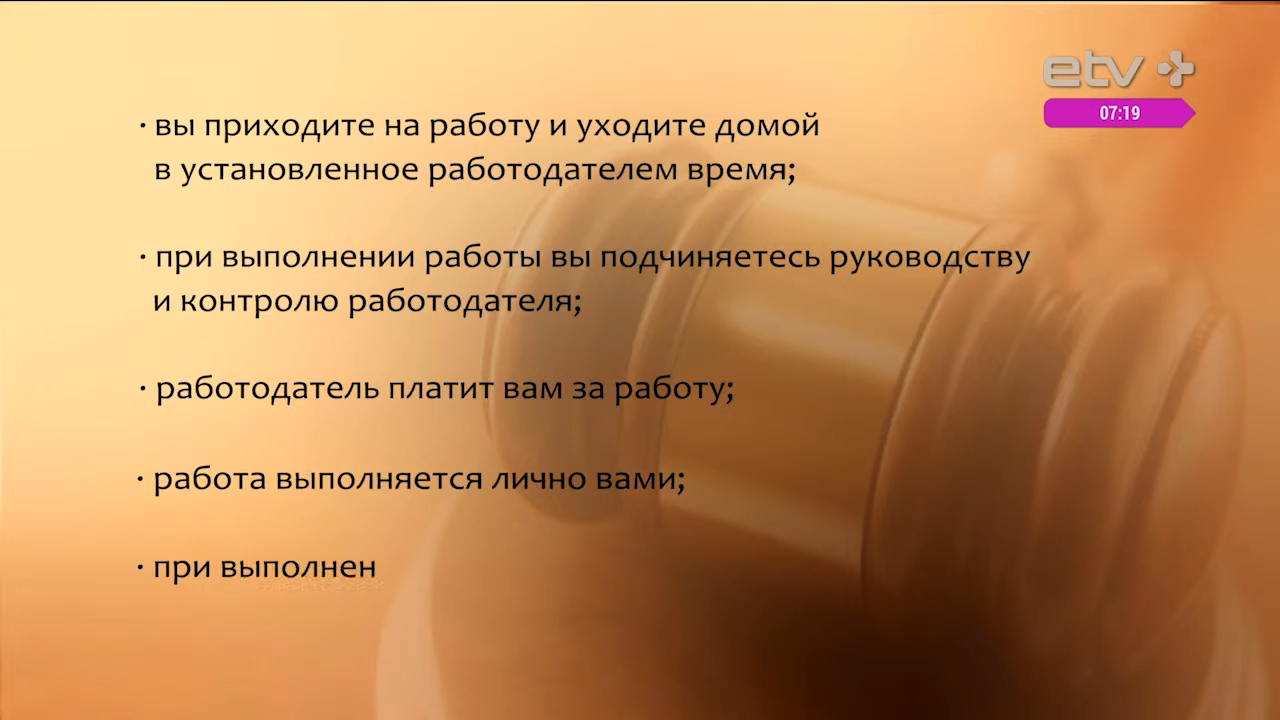 etv+
07:19
· вы приходите на работу и уходите домой
в установленное работодателем время;
· при выполнении работы вы подчиняетесь руководству
и контролю работодателя;
· работодатель платит вам за работу;
· работа выполняется лично вами;
· при выполнен